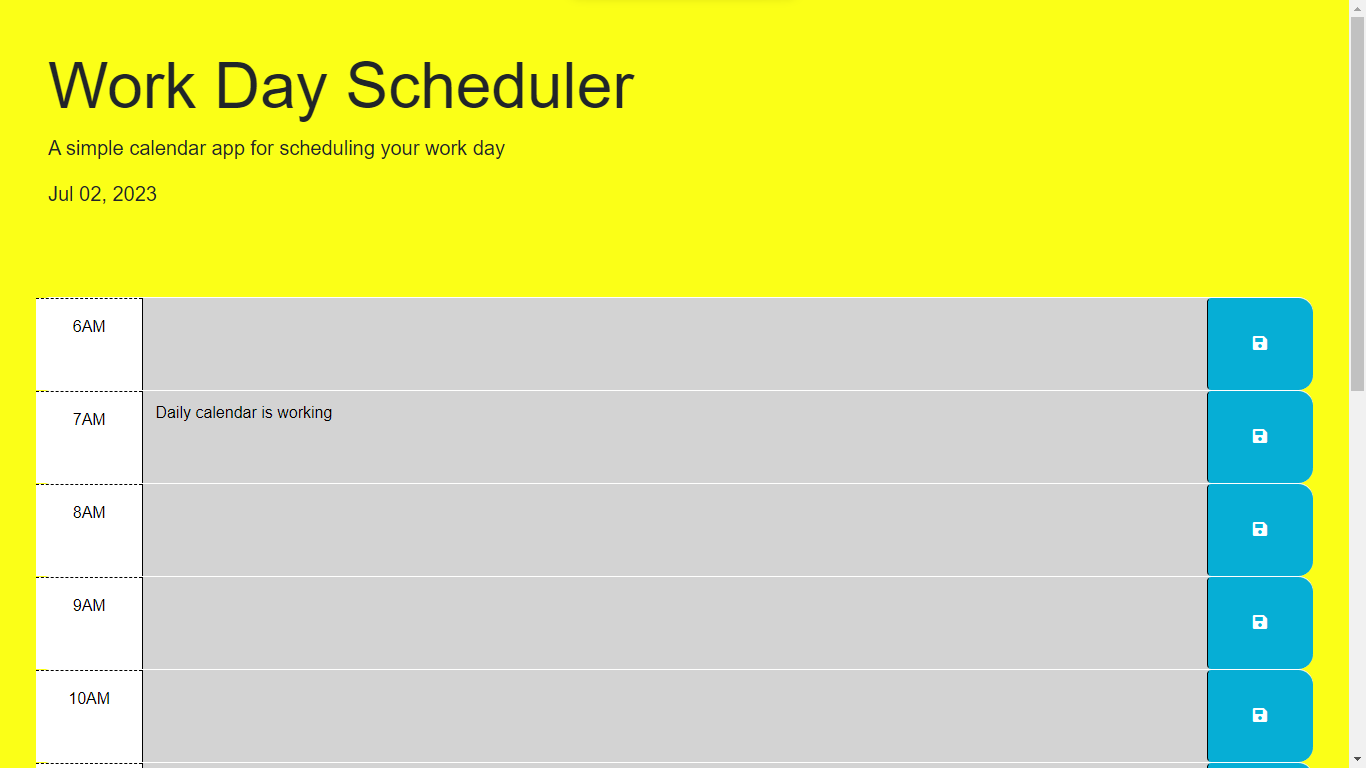 Work Day Scheduler
A simple calendar app for scheduling your work day
Jul 02, 2023
6AM
7AM
Daily calendar is working
8AM
9AM
10AM